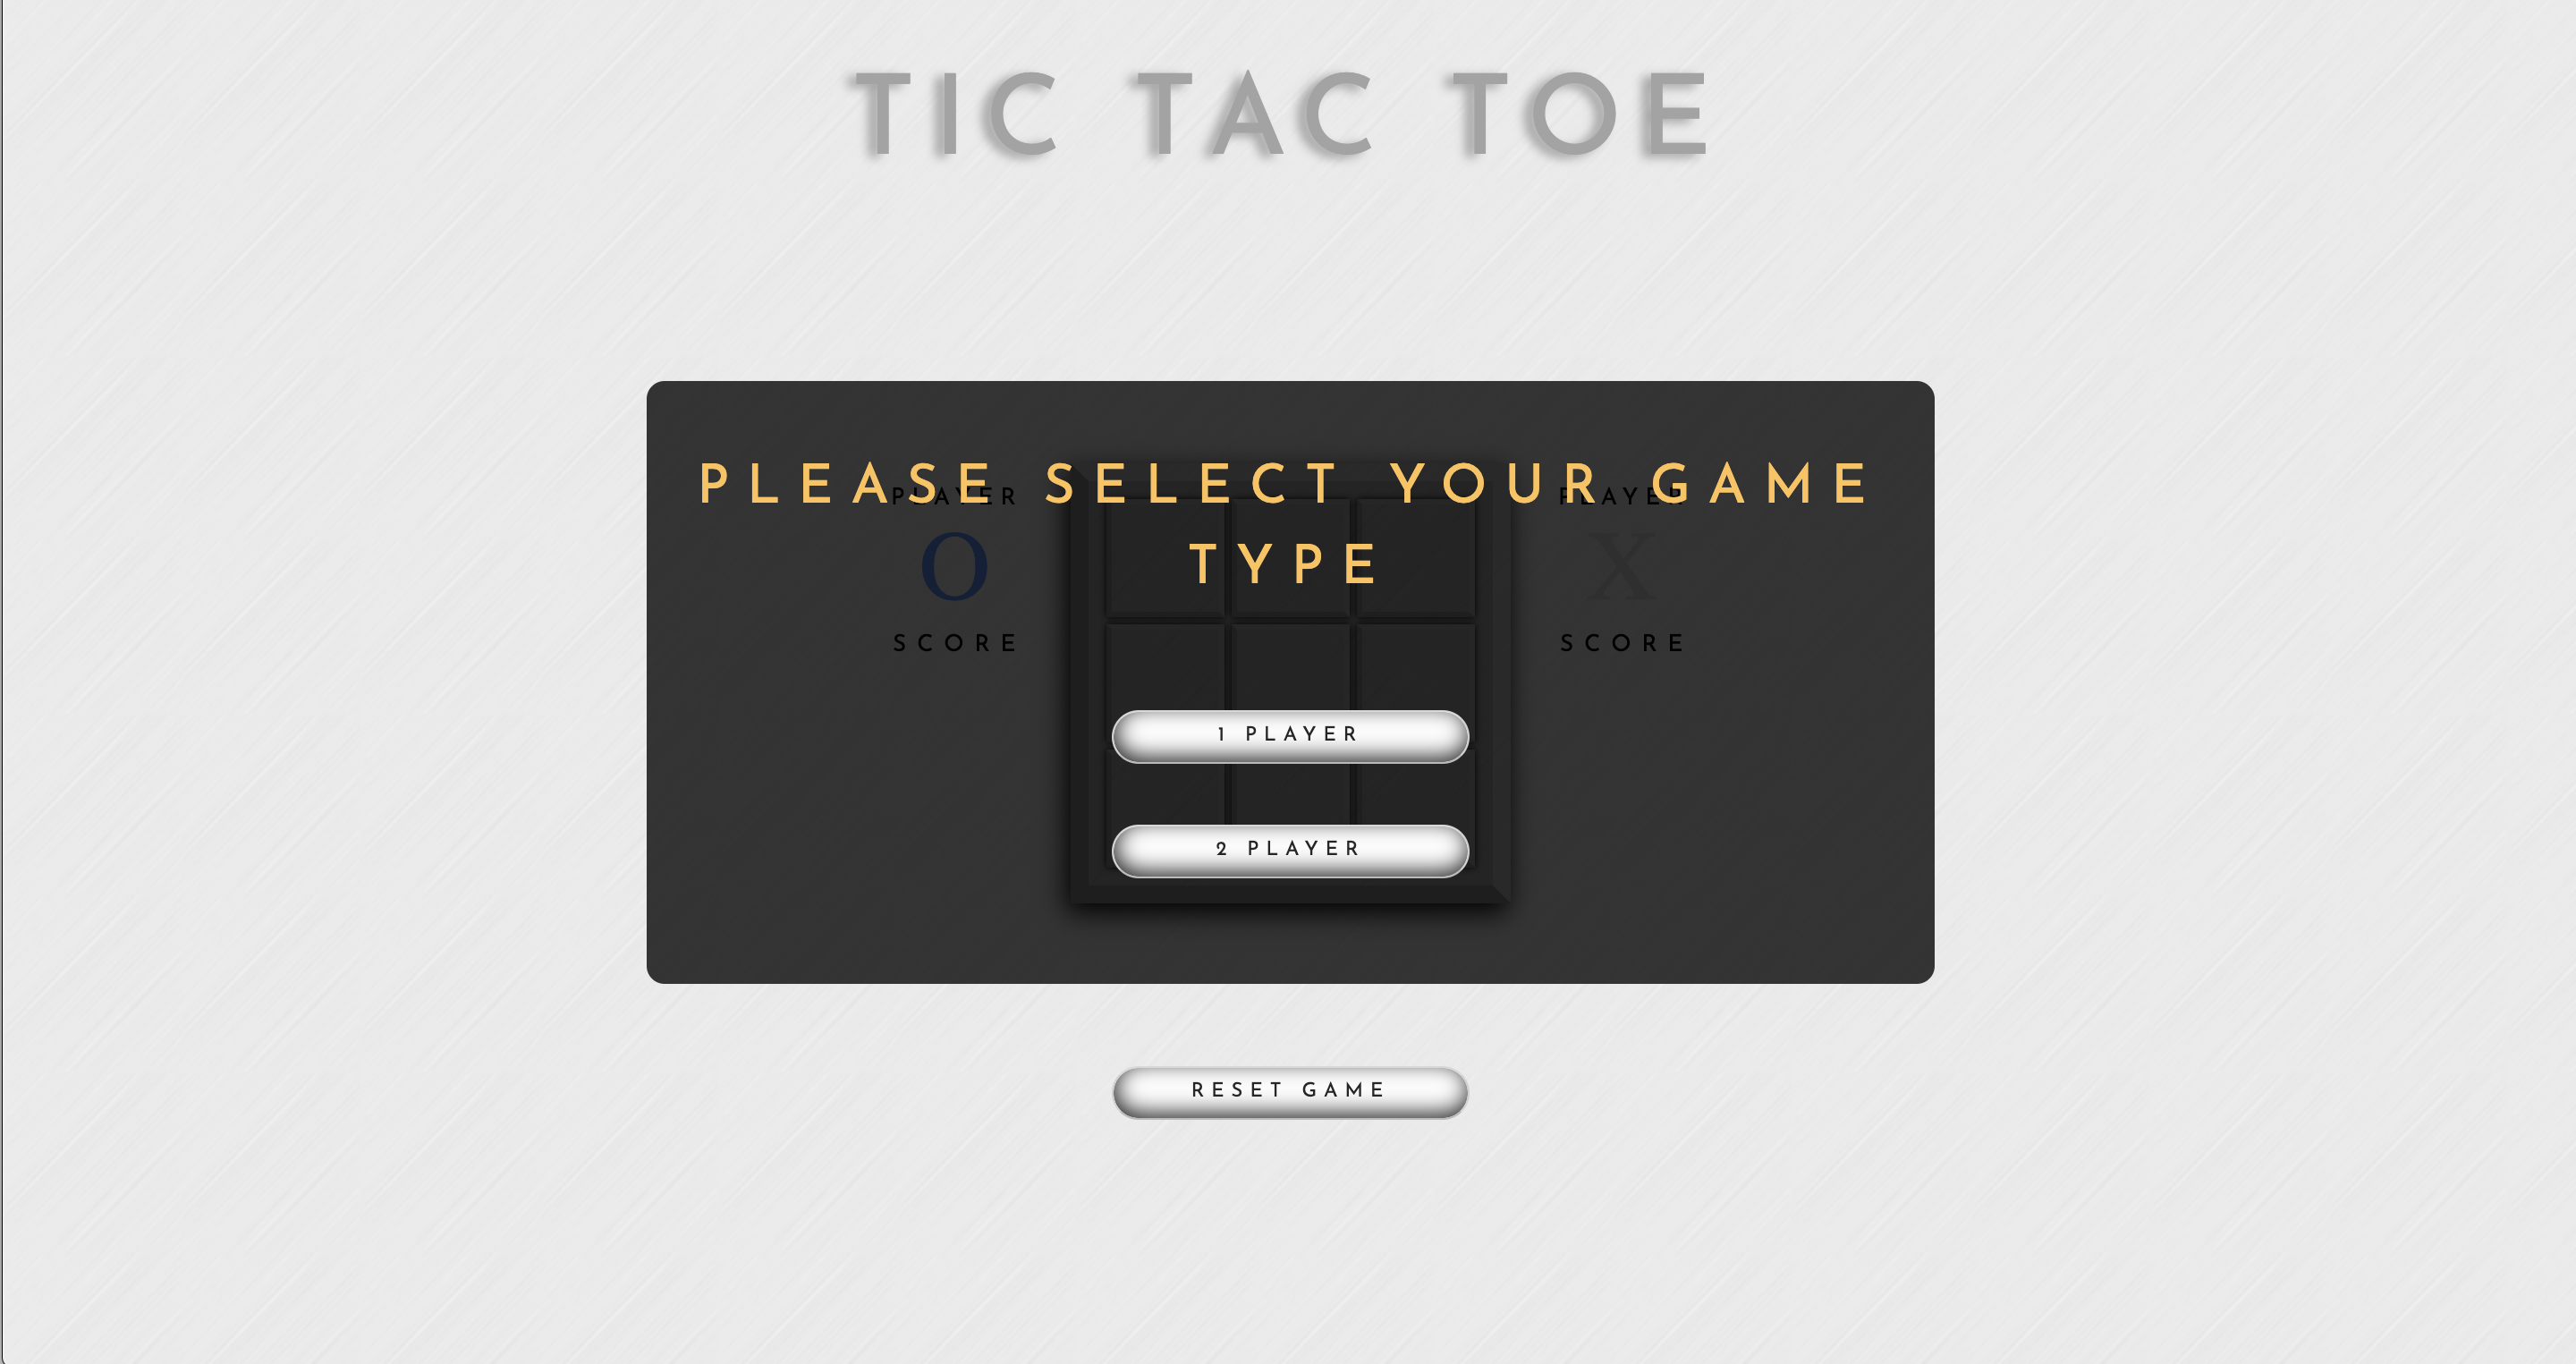 TIC TAC TOE
PLEASE SELECT YOUR GAME
TYPE
PLAYER
O
SCORE
PLAYER
X
SCORE
1 PLAYER
2 PLAYER
RESET GAME